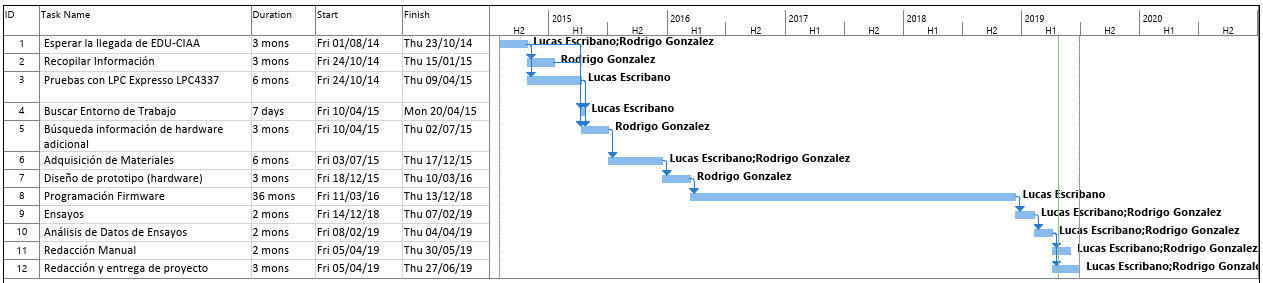 ID Task Name Duration Start Finish 2015 2016 2017 2018 2019 2020
H2 H1 H2 H1 H2 H1 H2 H1 H2 H1 H2 H1 H2
1 Esperar la llegada de EDU-CIAA 3 mons Fri 01/08/14 Thu 23/10/14 Lucas Escribano;Rodrigo Gonzalez
2 Recopilar Información 3 mons Fri 24/10/14 Thu 15/01/15 Rodrigo Gonzalez
3 Pruebas con LPC Expresso LPC4337 6 mons Fri 24/10/14 Thu 09/04/15 Lucas Escribano
4 Buscar Entorno de Trabajo 7 days Fri 10/04/15 Mon 20/04/15 Lucas Escribano
5 Búsqueda información de hardware 3 mons Fri 10/04/15 Thu 02/07/15 Rodrigo Gonzalez
adicional
6 Adquisición de Materiales 6 mons Fri 03/07/15 Thu 17/12/15 Lucas Escribano;Rodrigo Gonzalez
7 Diseño de prototipo (hardware) 3 mons Fri 18/12/15 Thu 10/03/16 Rodrigo Gonzalez
8 Programación Firmware 36 mons Fri 11/03/16 Thu 13/12/18 Lucas Escribano
9 Ensayos 2 mons Fri 14/12/18 Thu 07/02/19 Lucas Escribano;Rodrigo Gonzalez
10 Análisis de Datos de Ensayos 2 mons Fri 08/02/19 Thu 04/04/19 Lucas Escribano;Rodrigo Gonzalez
11 Redacción Manual 2 mons Fri 05/04/19 Thu 30/05/19 Lucas Escribano;Rodrigo Gonzalez
12 Redacción y entrega de proyecto 3 mons Fri 05/04/19 Thu 27/06/19 Lucas Escribano;Rodrigo Gonzale